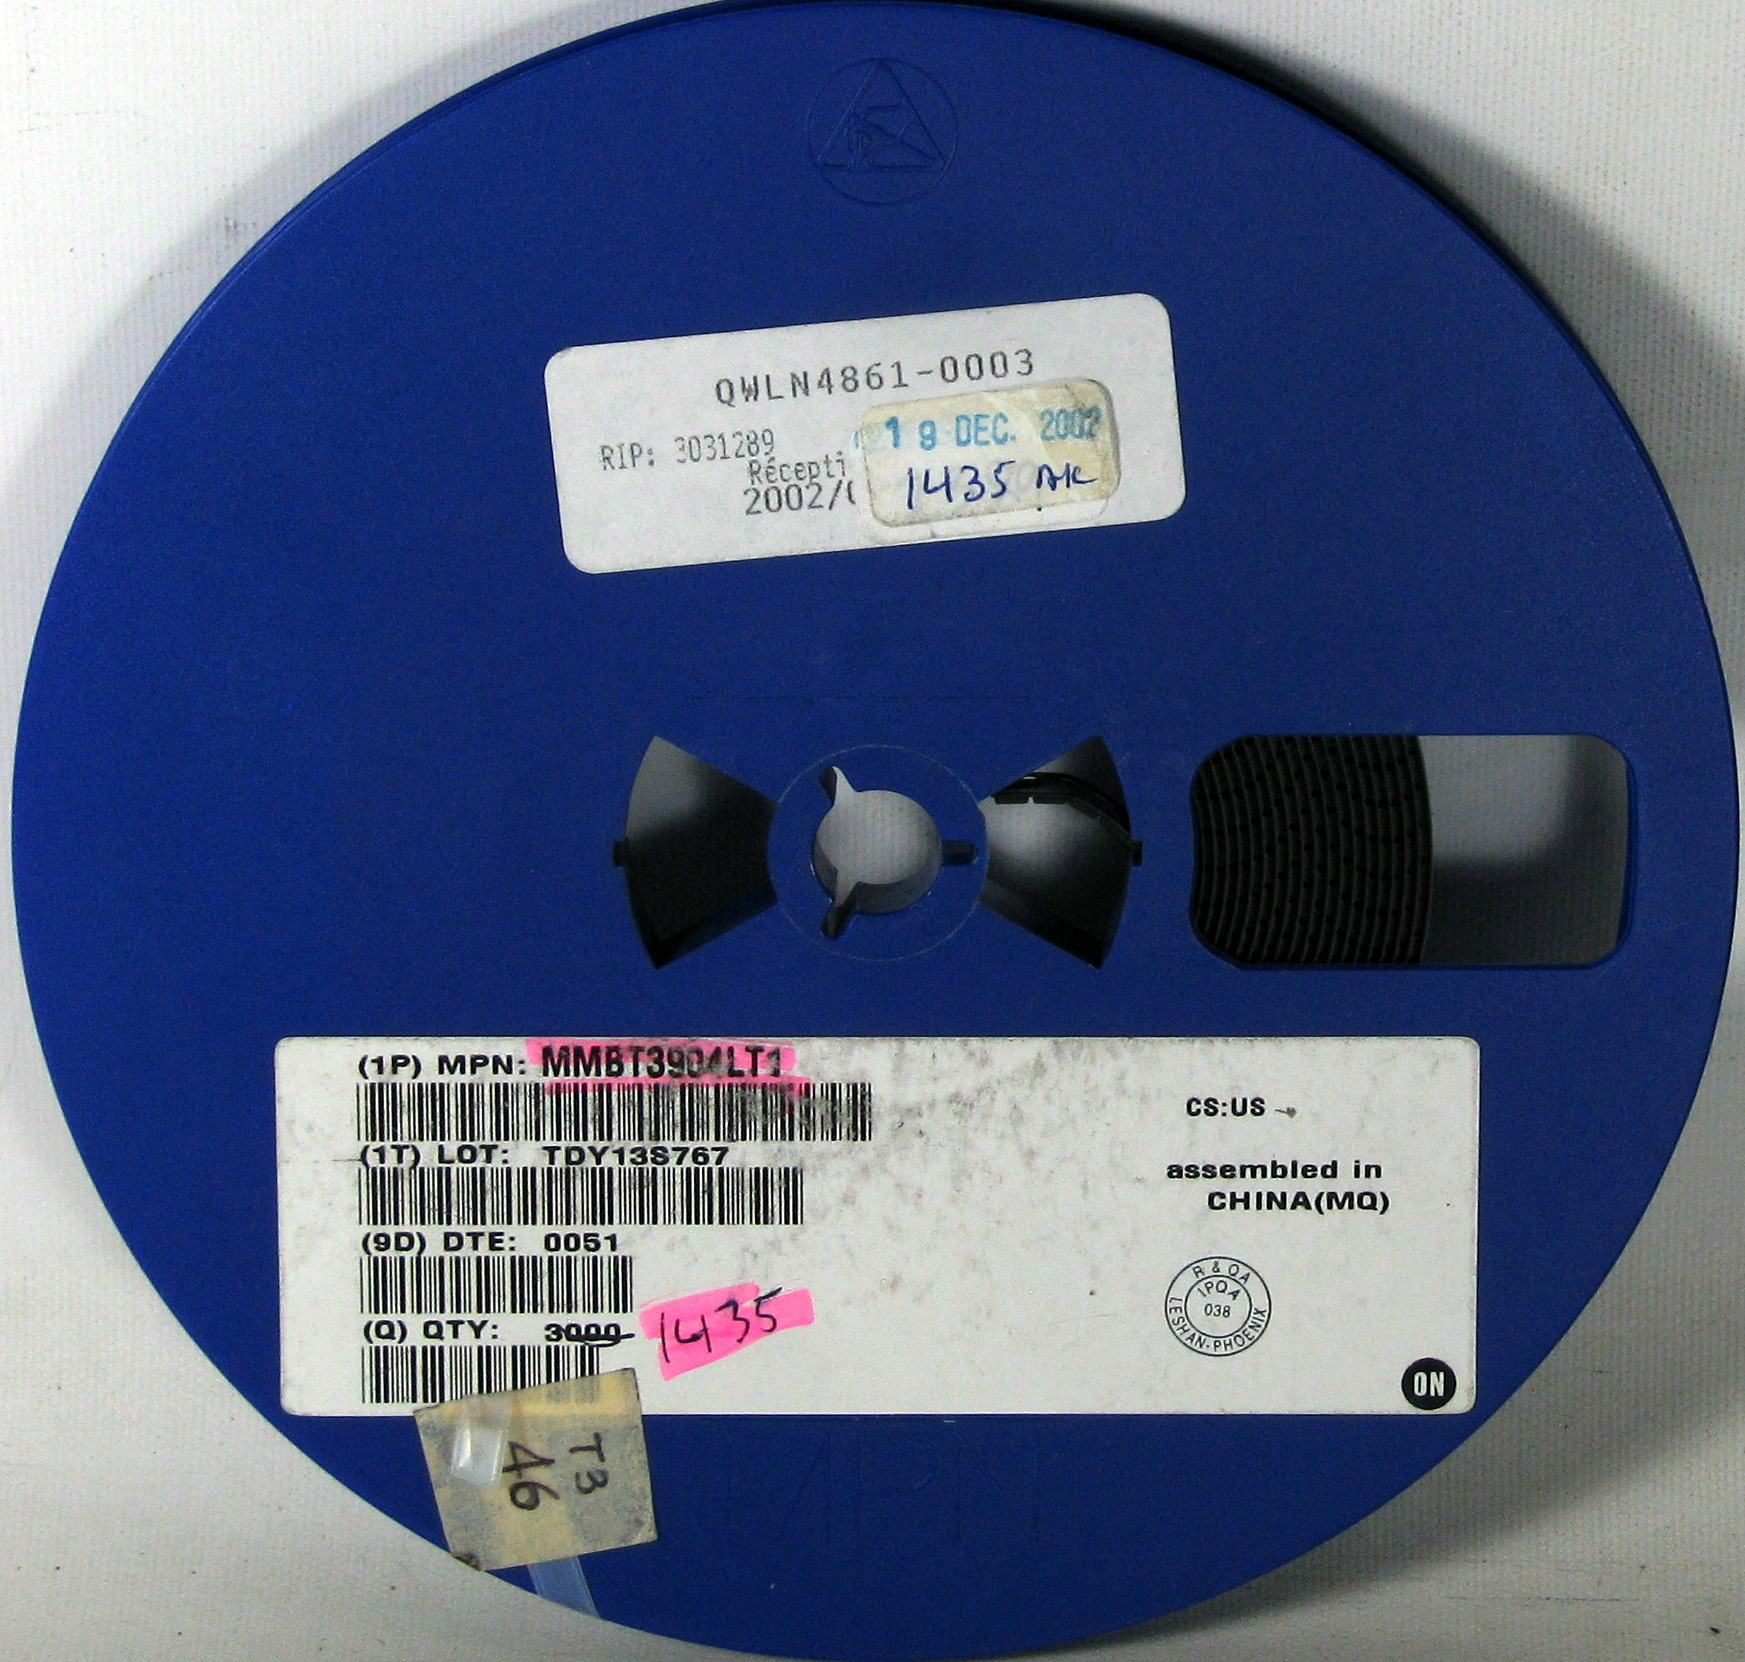 QWLN4861-0003
RIP: 3031289
Récepti
2002/
19 DEC. 2002
1435 AK
(1P) MPN: MMBT3904LT1
(1T) LOT: TDY13S767
(9D) DTE: 0051
(Q) QTY: 3000 1435
CS:US
assembled in
CHINA(MQ)
R & QA
IPQA
038
LESHAN-PHOENIX
ON
T3
46